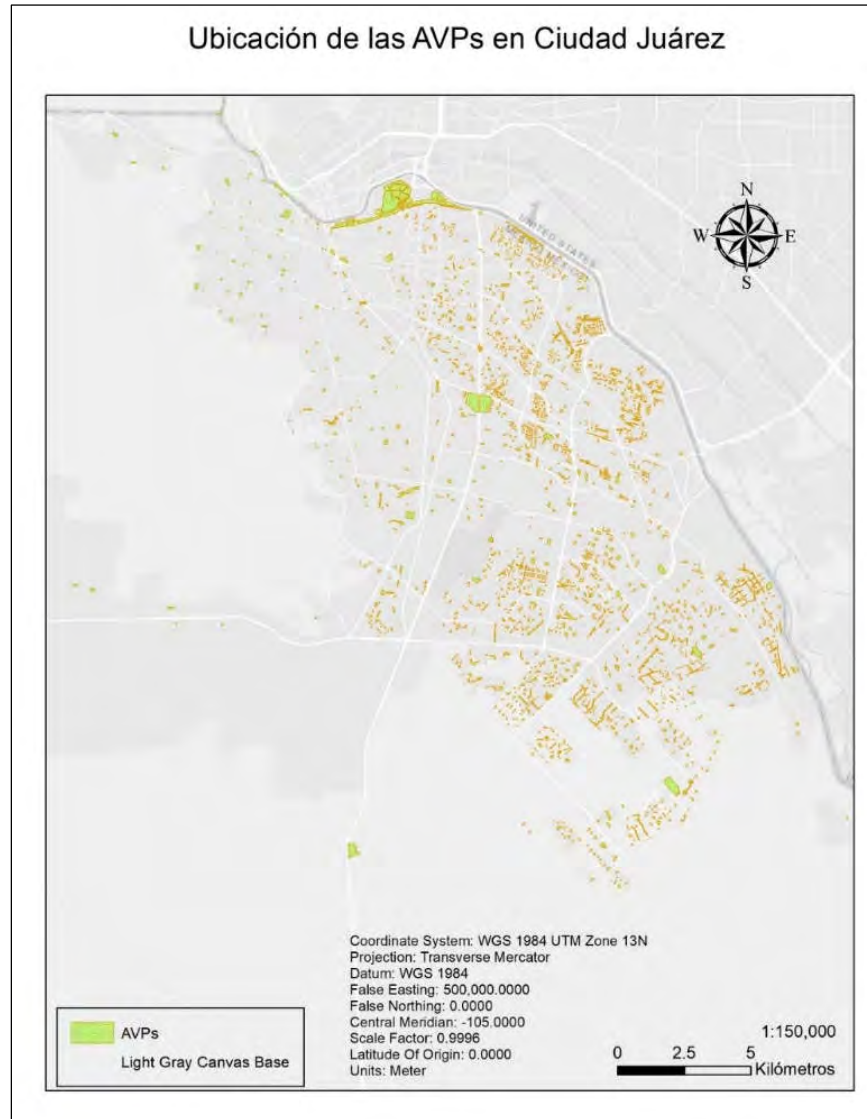 Ubicación de las AVPs en Ciudad Juárez
N
W E
S
UNITED STATES
Coordinate System: WGS 1984 UTM Zone 13N
Projection: Transverse Mercator
Datum: WGS 1984
False Easting: 500,000.0000
False Northing: 0.0000
Central Meridian: -105.0000
Scale Factor: 0.9996
Latitude Of Origin: 0.0000
Units: Meter
AVPs
Light Gray Canvas Base
1:150,000
0 2.5 5
Kilómetros